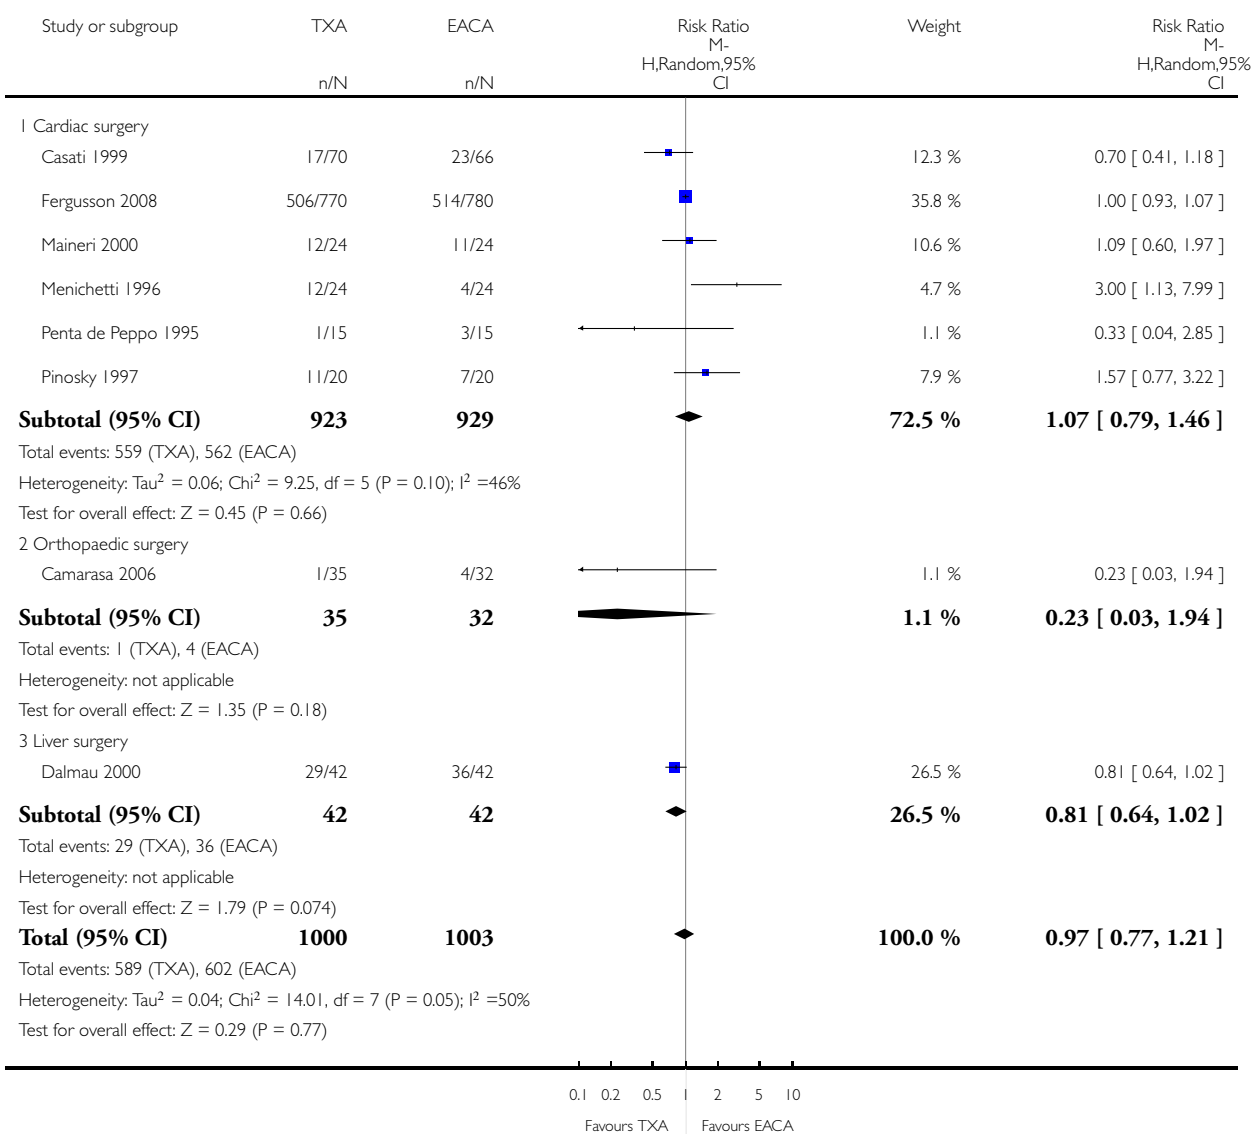 Study or subgroup TXA EACA Risk Ratio Weight Risk Ratio
M- M-
H,Random,95% H,Random,95%
n/N n/N CI CI
1 Cardiac surgery
Casati 1999 17/70 23/66 12.3 % 0.70 [ 0.41, 1.18 ]
Fergusson 2008 506/770 514/780 35.8 % 1.00 [ 0.93, 1.07 ]
Maineri 2000 12/24 11/24 10.6 % 1.09 [ 0.60, 1.97 ]
Menichetti 1996 12/24 4/24 4.7 % 3.00 [ 1.13, 7.99 ]
Penta de Peppo 1995 1/15 3/15 1.1 % 0.33 [ 0.04, 2.85 ]
Pinosky 1997 11/20 7/20 7.9 % 1.57 [ 0.77, 3.22 ]
Subtotal (95% CI) 923 929 72.5 % 1.07 [ 0.79, 1.46 ]
Total events: 559 (TXA), 562 (EACA)
Heterogeneity: Tau² = 0.06; Chi² = 9.25, df = 5 (P = 0.10); I² =46%
Test for overall effect: Z = 0.45 (P = 0.66)
2 Orthopaedic surgery
Camarasa 2006 1/35 4/32 1.1 % 0.23 [ 0.03, 1.94 ]
Subtotal (95% CI) 35 32 1.1 % 0.23 [ 0.03, 1.94 ]
Total events: 1 (TXA), 4 (EACA)
Heterogeneity: not applicable
Test for overall effect: Z = 1.35 (P = 0.18)
3 Liver surgery
Dalmau 2000 29/42 36/42 26.5 % 0.81 [ 0.64, 1.02 ]
Subtotal (95% CI) 42 42 26.5 % 0.81 [ 0.64, 1.02 ]
Total events: 29 (TXA), 36 (EACA)
Heterogeneity: not applicable
Test for overall effect: Z = 1.79 (P = 0.074)
Total (95% CI) 1000 1003 100.0 % 0.97 [ 0.77, 1.21 ]
Total events: 589 (TXA), 602 (EACA)
Heterogeneity: Tau² = 0.04; Chi² = 14.01, df = 7 (P = 0.05); I² =50%
Test for overall effect: Z = 0.29 (P = 0.77)
0.1 0.2 0.5 1 2 5 10
Favours TXA Favours EACA